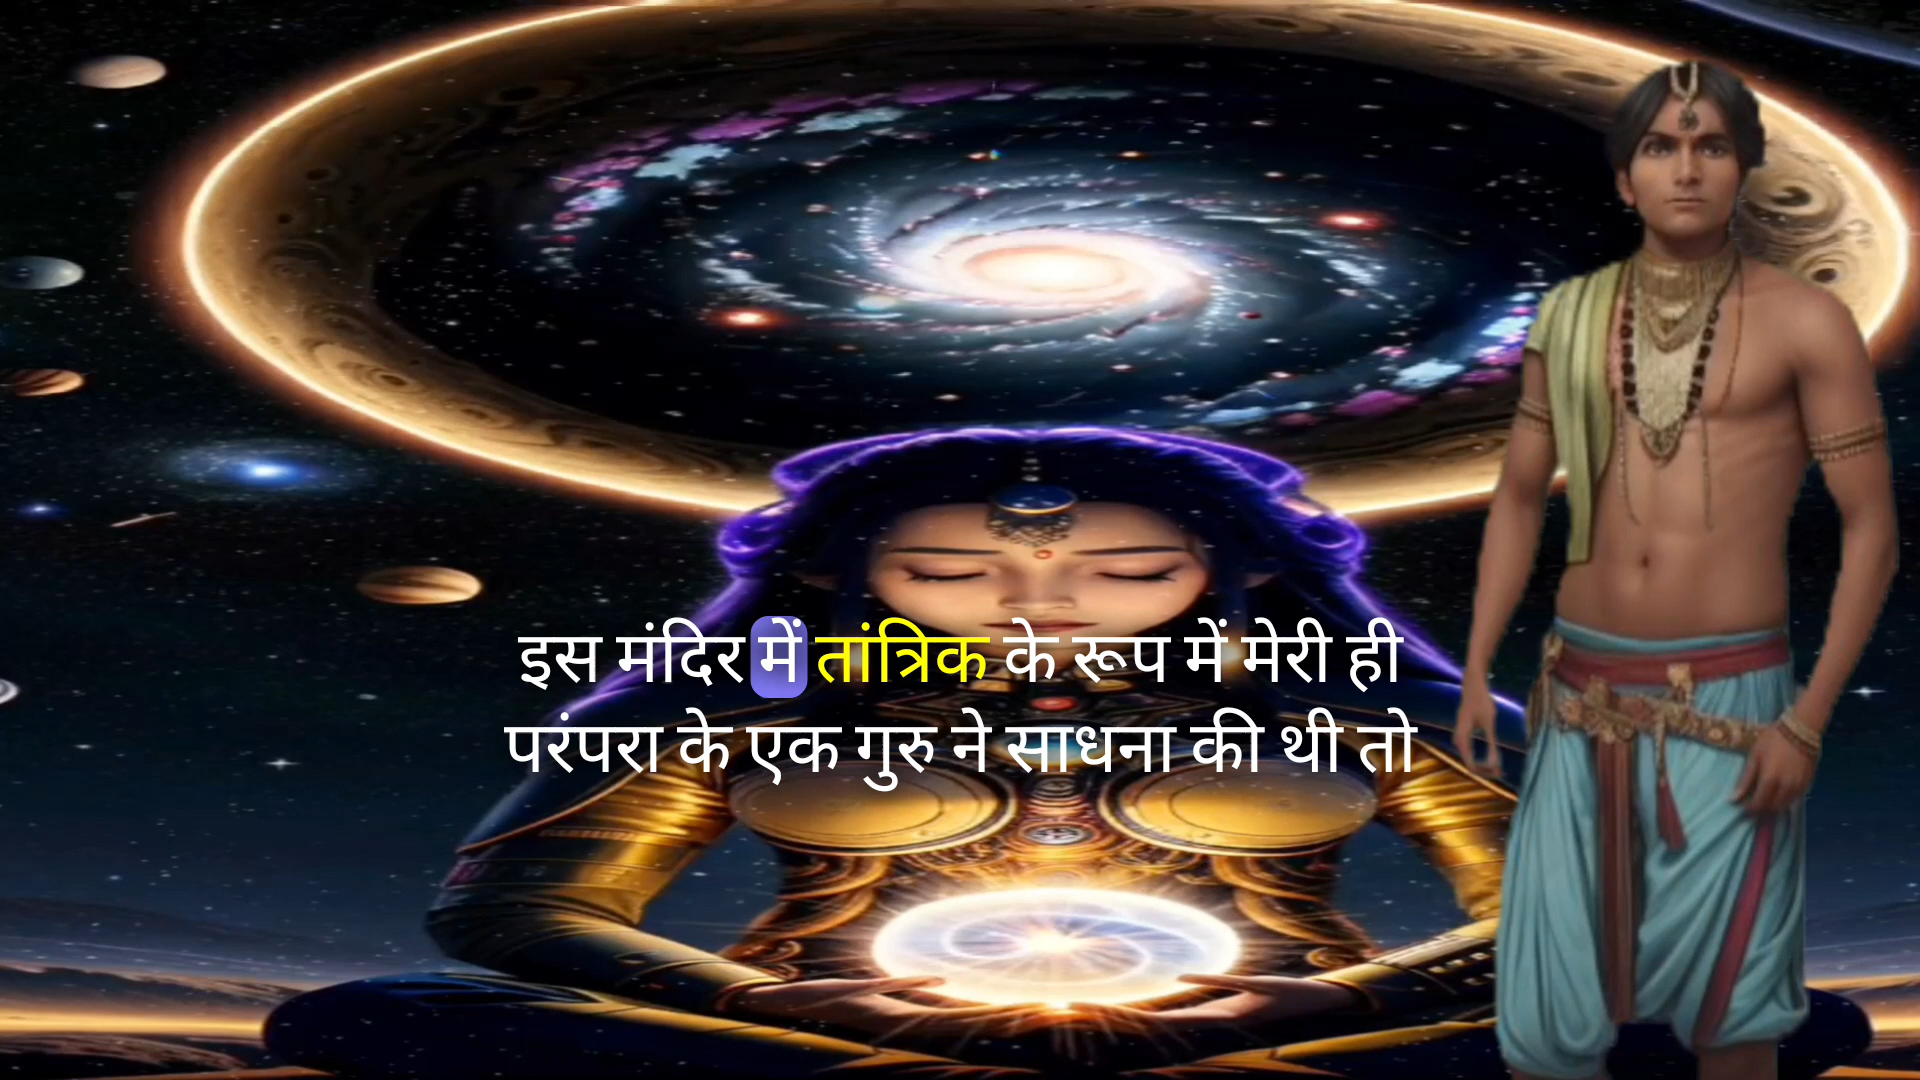 इस मंदिर में तांत्रिक के रूप में मेरी ही
परंपरा के एक गुरु ने साधना की थी तो